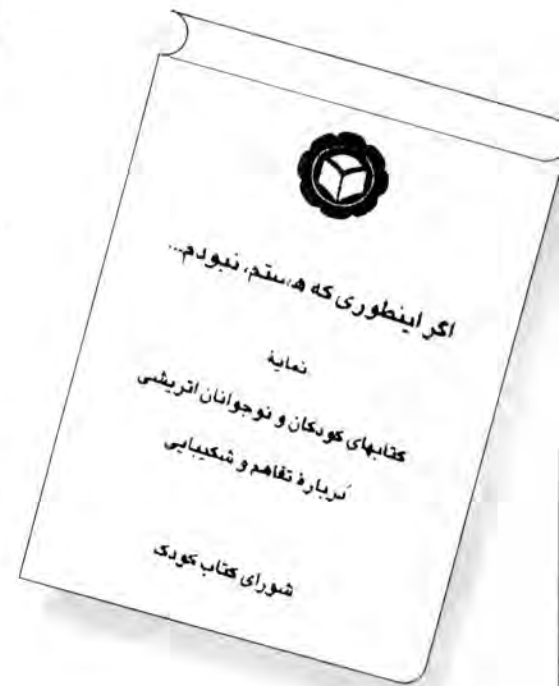 اگر اینطوری که هستم، نبودم...
نمایهٔ
کتابهای کودکان و نوجوانان اتریشی
دربارهٔ تفاهم و شکیبایی
شورای کتاب کودک